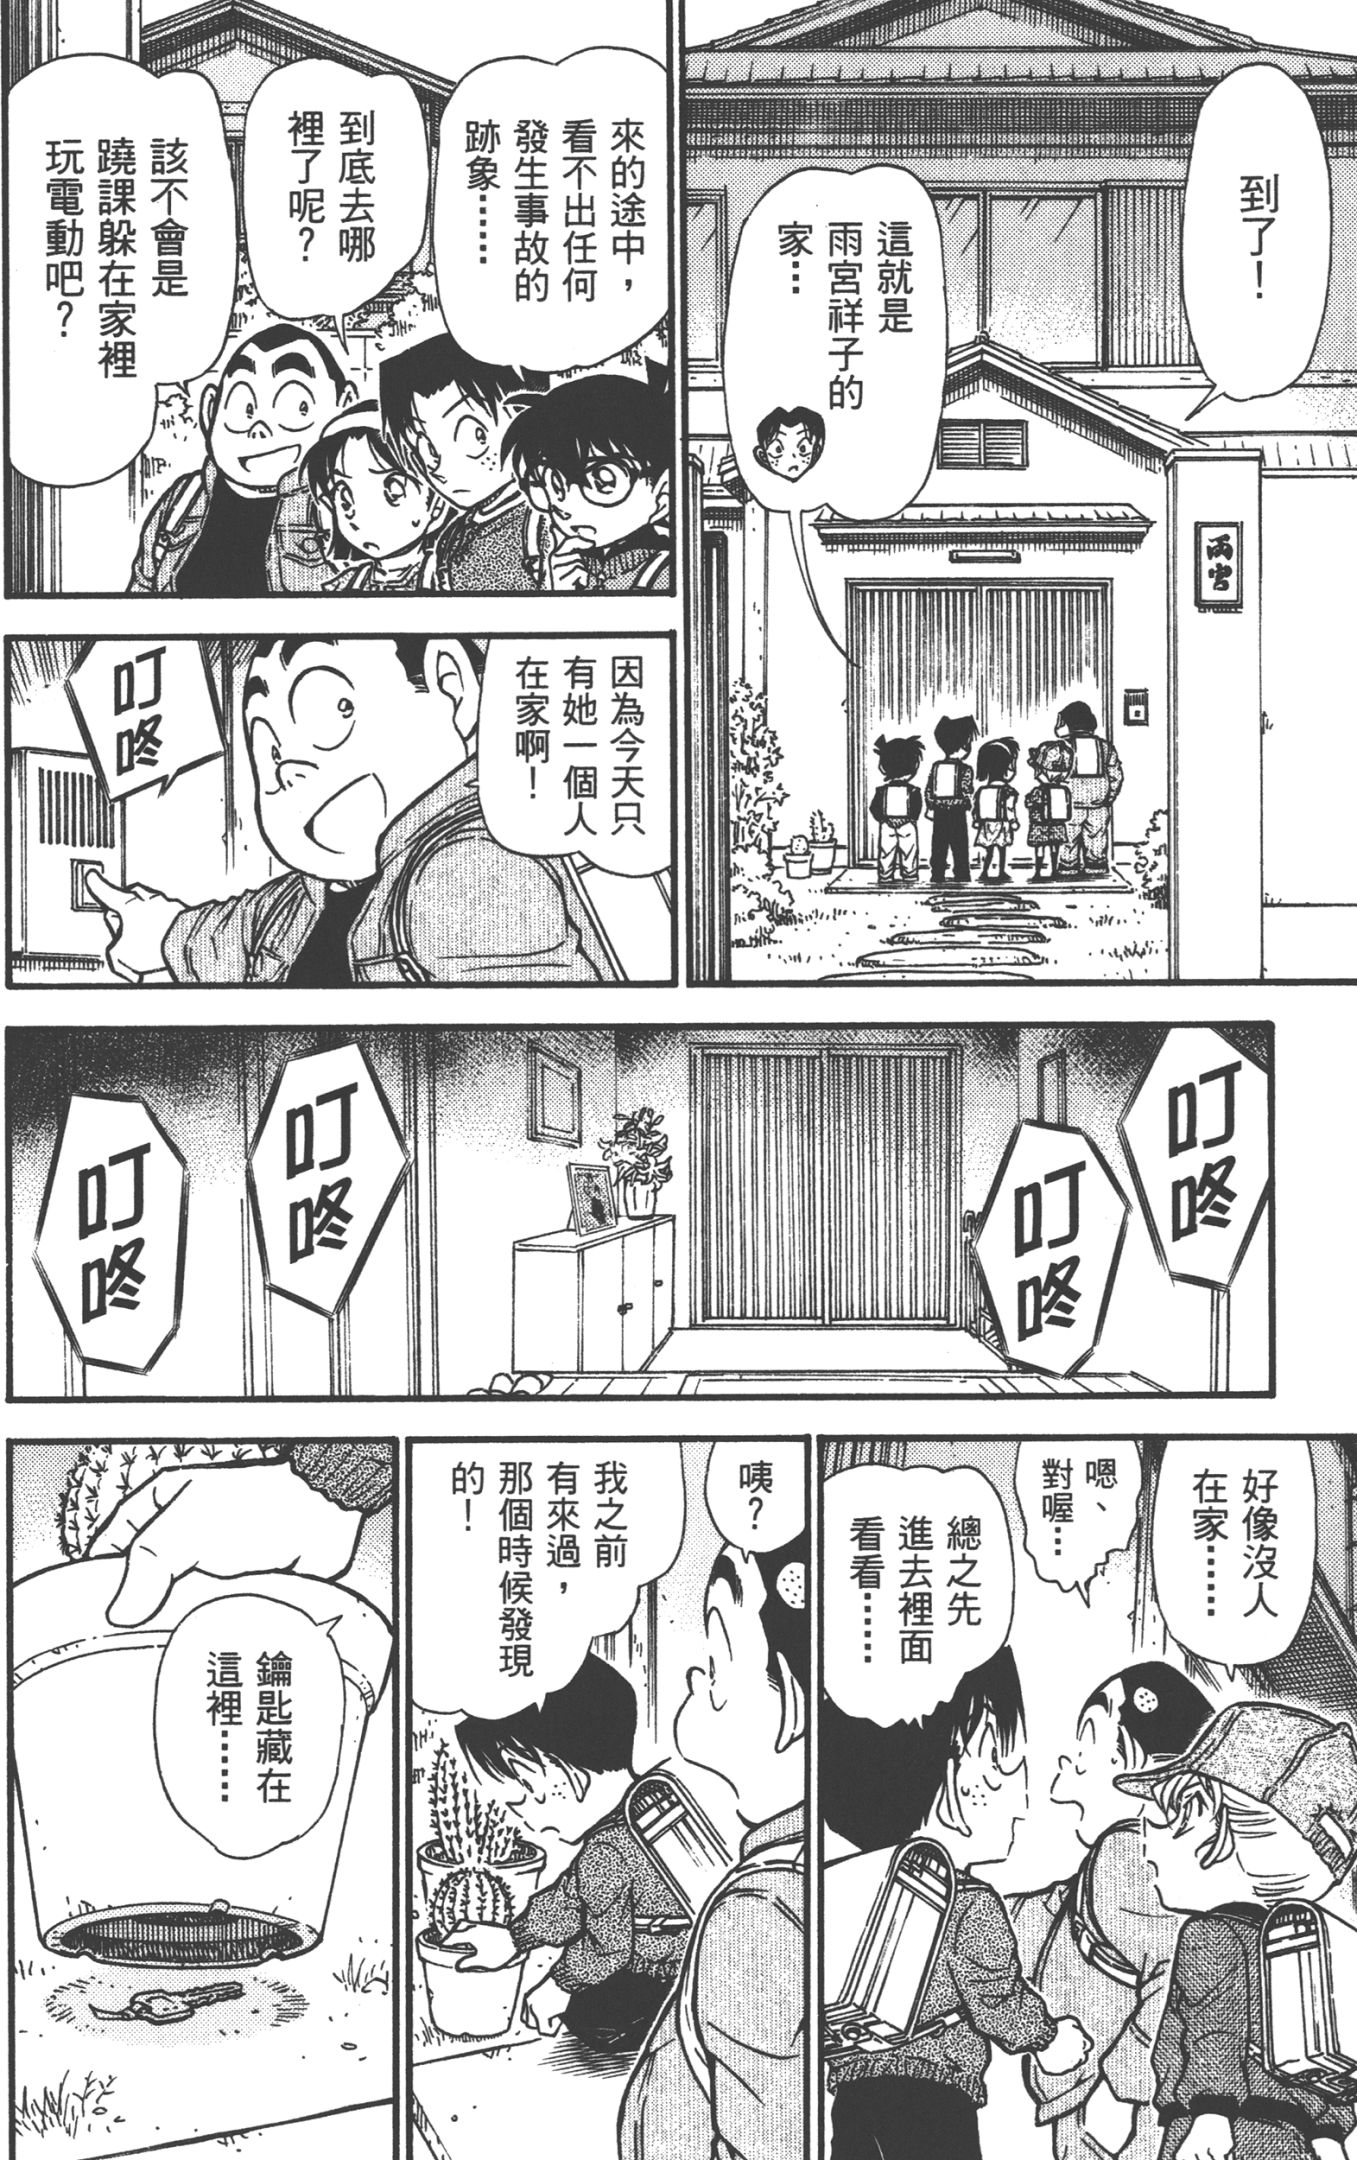 到了！
這就是
雨宮祥子的
家…
雨宮
來的途中，
看不出任何
發生事故的
跡象……
到底去哪
裡了呢？
該不會是
蹺課躲在家裡
玩電動吧？
因為今天只
有她一個人
在家啊！
叮咚
叮咚
叮咚
叮咚
叮咚
好像沒人
在家……
嗯、
對喔…
總之先
進去裡面
看看……
咦？
我之前
有來過，
那個時候發現
的！
鑰匙藏在
這裡……